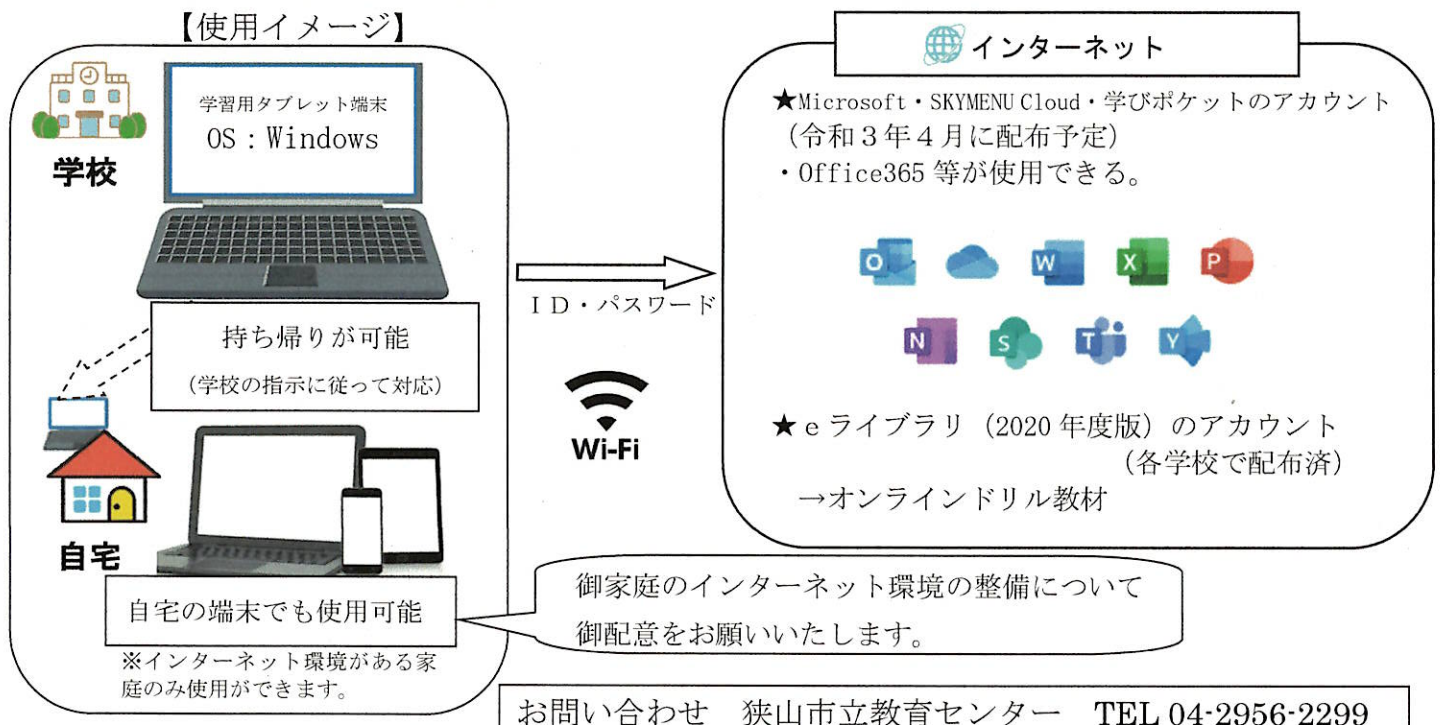 【使用イメージ】
学校
学習用タブレット端末
OS:Windows
持ち帰りが可能
(学校の指示に従って対応)
自宅
自宅の端末でも使用可能
※インターネット環境がある家
庭のみ使用ができます。
ID・パスワード
Wi-Fi
インターネット
★Microsoft・SKYMENU Cloud・学びポケットのアカウント
(令和3年4月に配布予定)
・Office365 等が使用できる。
O
W
X
P
N
S
T
Y
★eライブラリ(2020 年度版)のアカウント
(各学校で配布済)
→オンラインドリル教材
御家庭のインターネット環境の整備について
御配意をお願いいたします。
お問い合わせ 狭山市立教育センター TEL 04-2956-2299